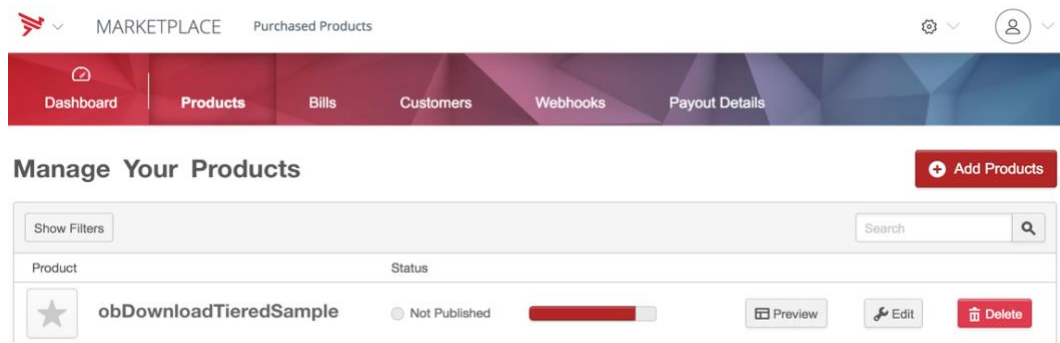 MARKETPLACE Purchased Products
Dashboard Products Bills Customers Webhooks Payout Details
Manage Your Products
Add Products
Show Filters Search
Product Status
obDownloadTieredSample Not Published Preview Edit Delete